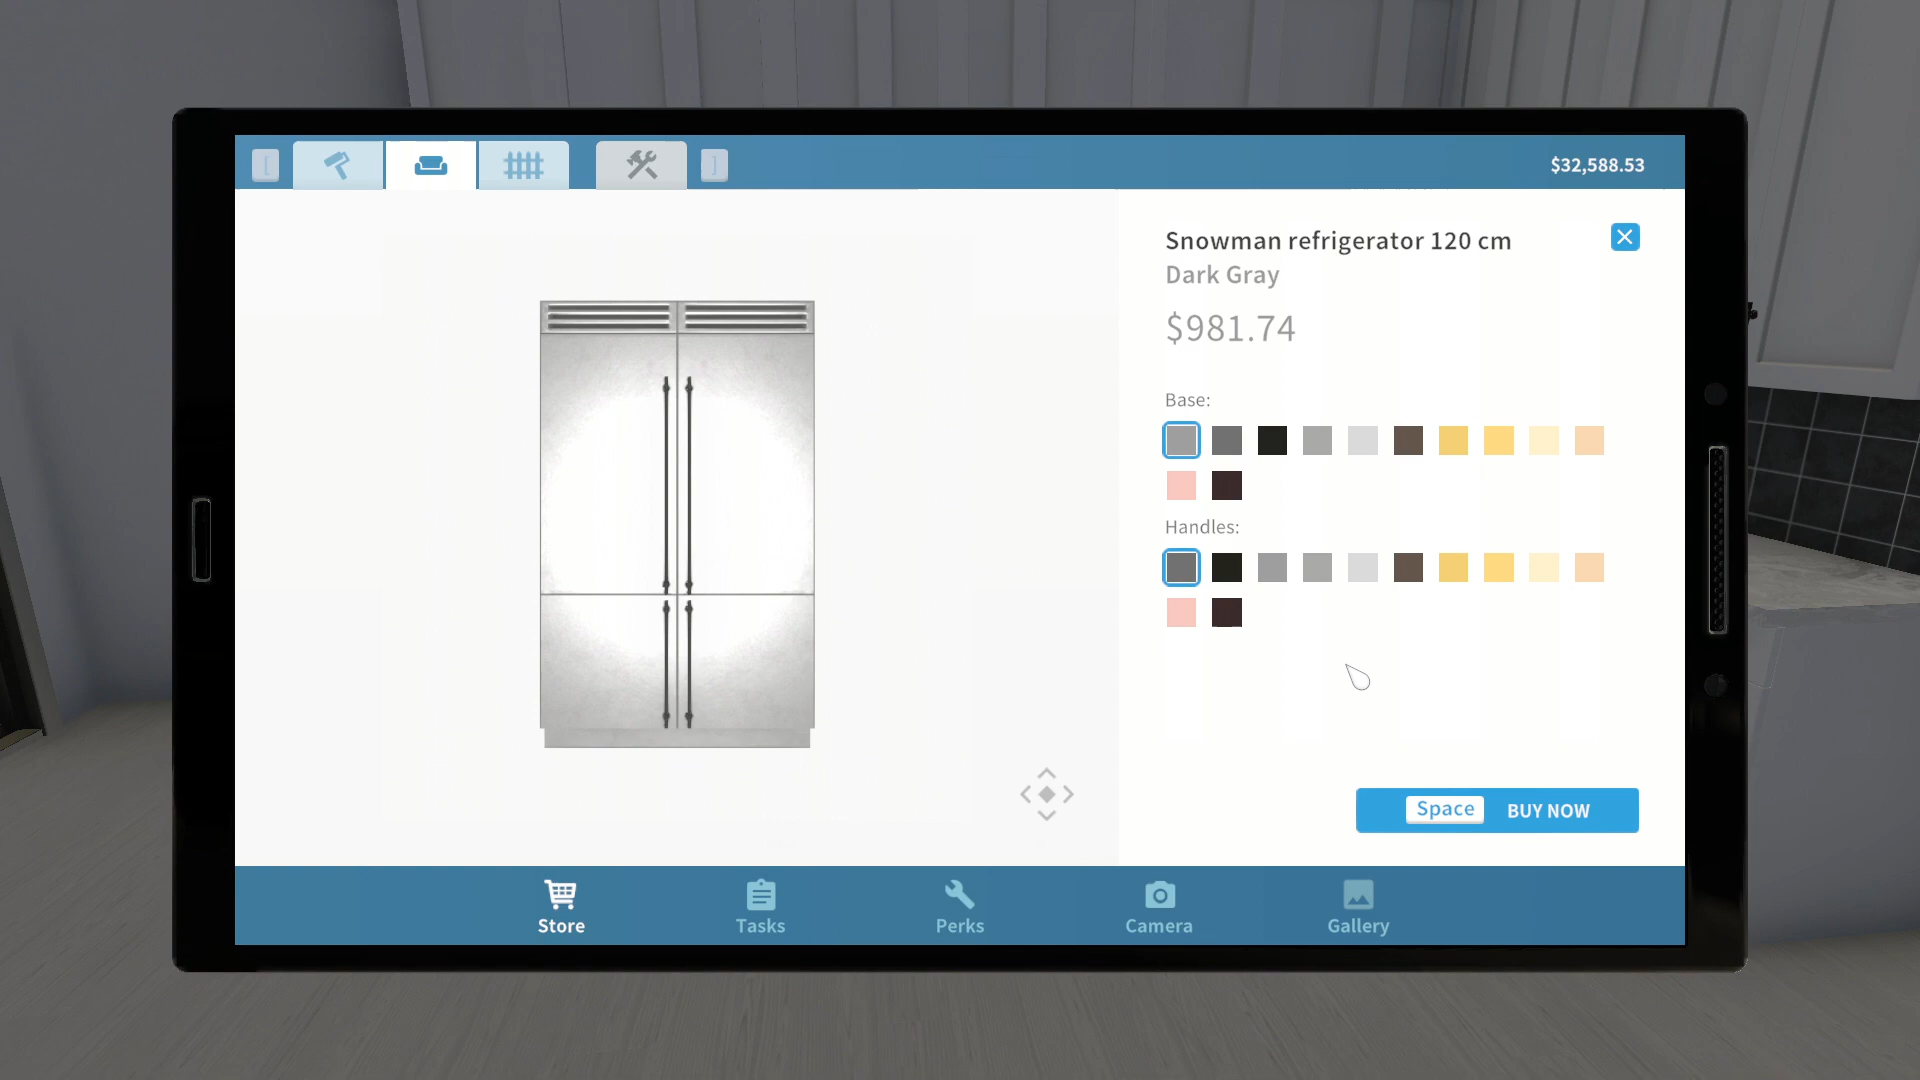 [
]
$32,588.53
Snowman refrigerator 120 cm
Dark Gray
$981.74
Base:
Handles:
Space BUY NOW
Store
Tasks
Perks
Camera
Gallery